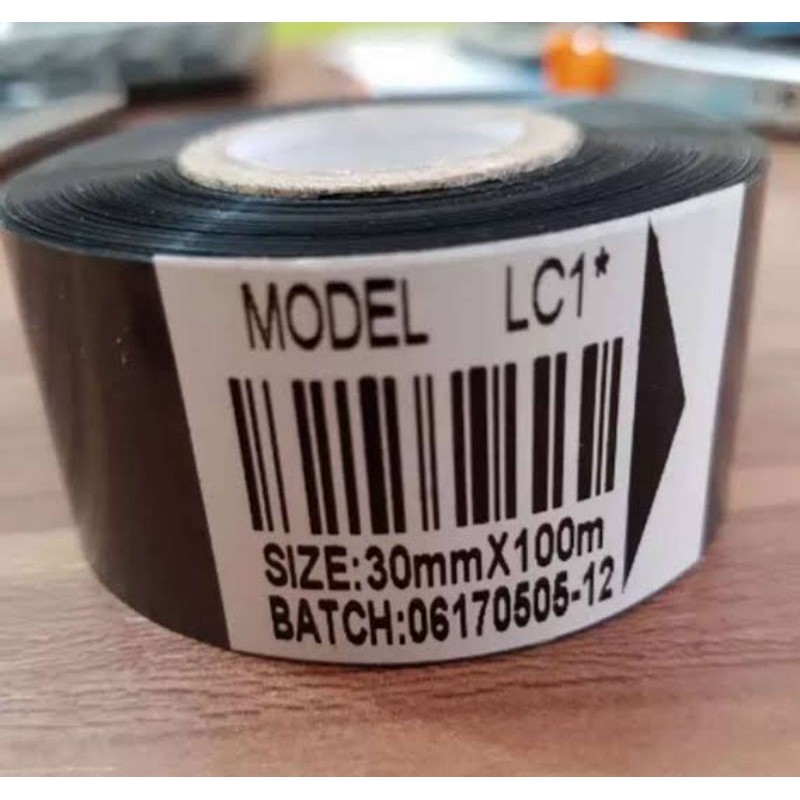 MODEL LC1*
SIZE:30mmX100m
BATCH:06170505-12